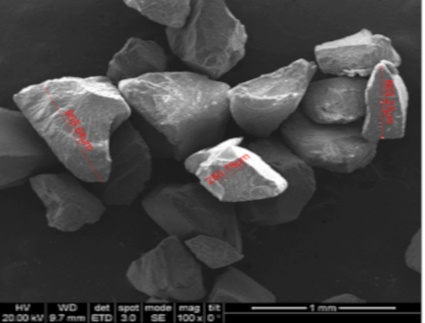 HV WD det spot mode mag tilt
20.00 kV 9.7 mm ETD 3.0 SE 100 x 0 ° 1 mm